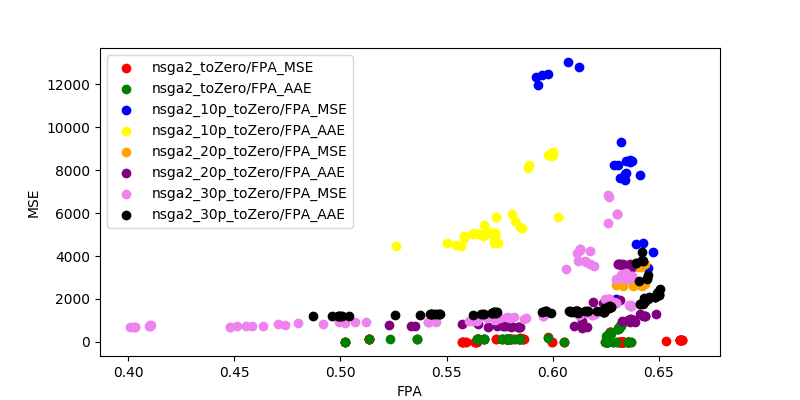 nsga2_toZero/FPA_MSE
nsga2_toZero/FPA_AAE
nsga2_10p_toZero/FPA_MSE
nsga2_10p_toZero/FPA_AAE
nsga2_20p_toZero/FPA_MSE
nsga2_20p_toZero/FPA_AAE
nsga2_30p_toZero/FPA_MSE
nsga2_30p_toZero/FPA_AAE
12000
10000
8000
6000
4000
2000
0
MSE
0.40 0.45 0.50 0.55 0.60 0.65
FPA